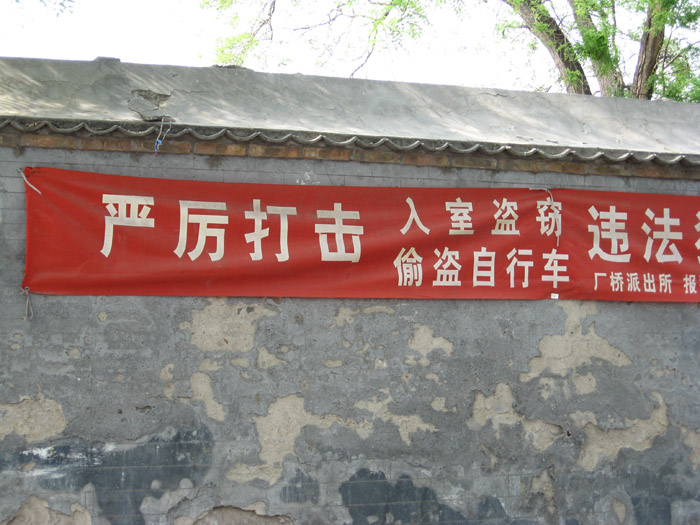 严厉打击
入室盗窃
偷盗自行车
违法
厂桥派出所 报